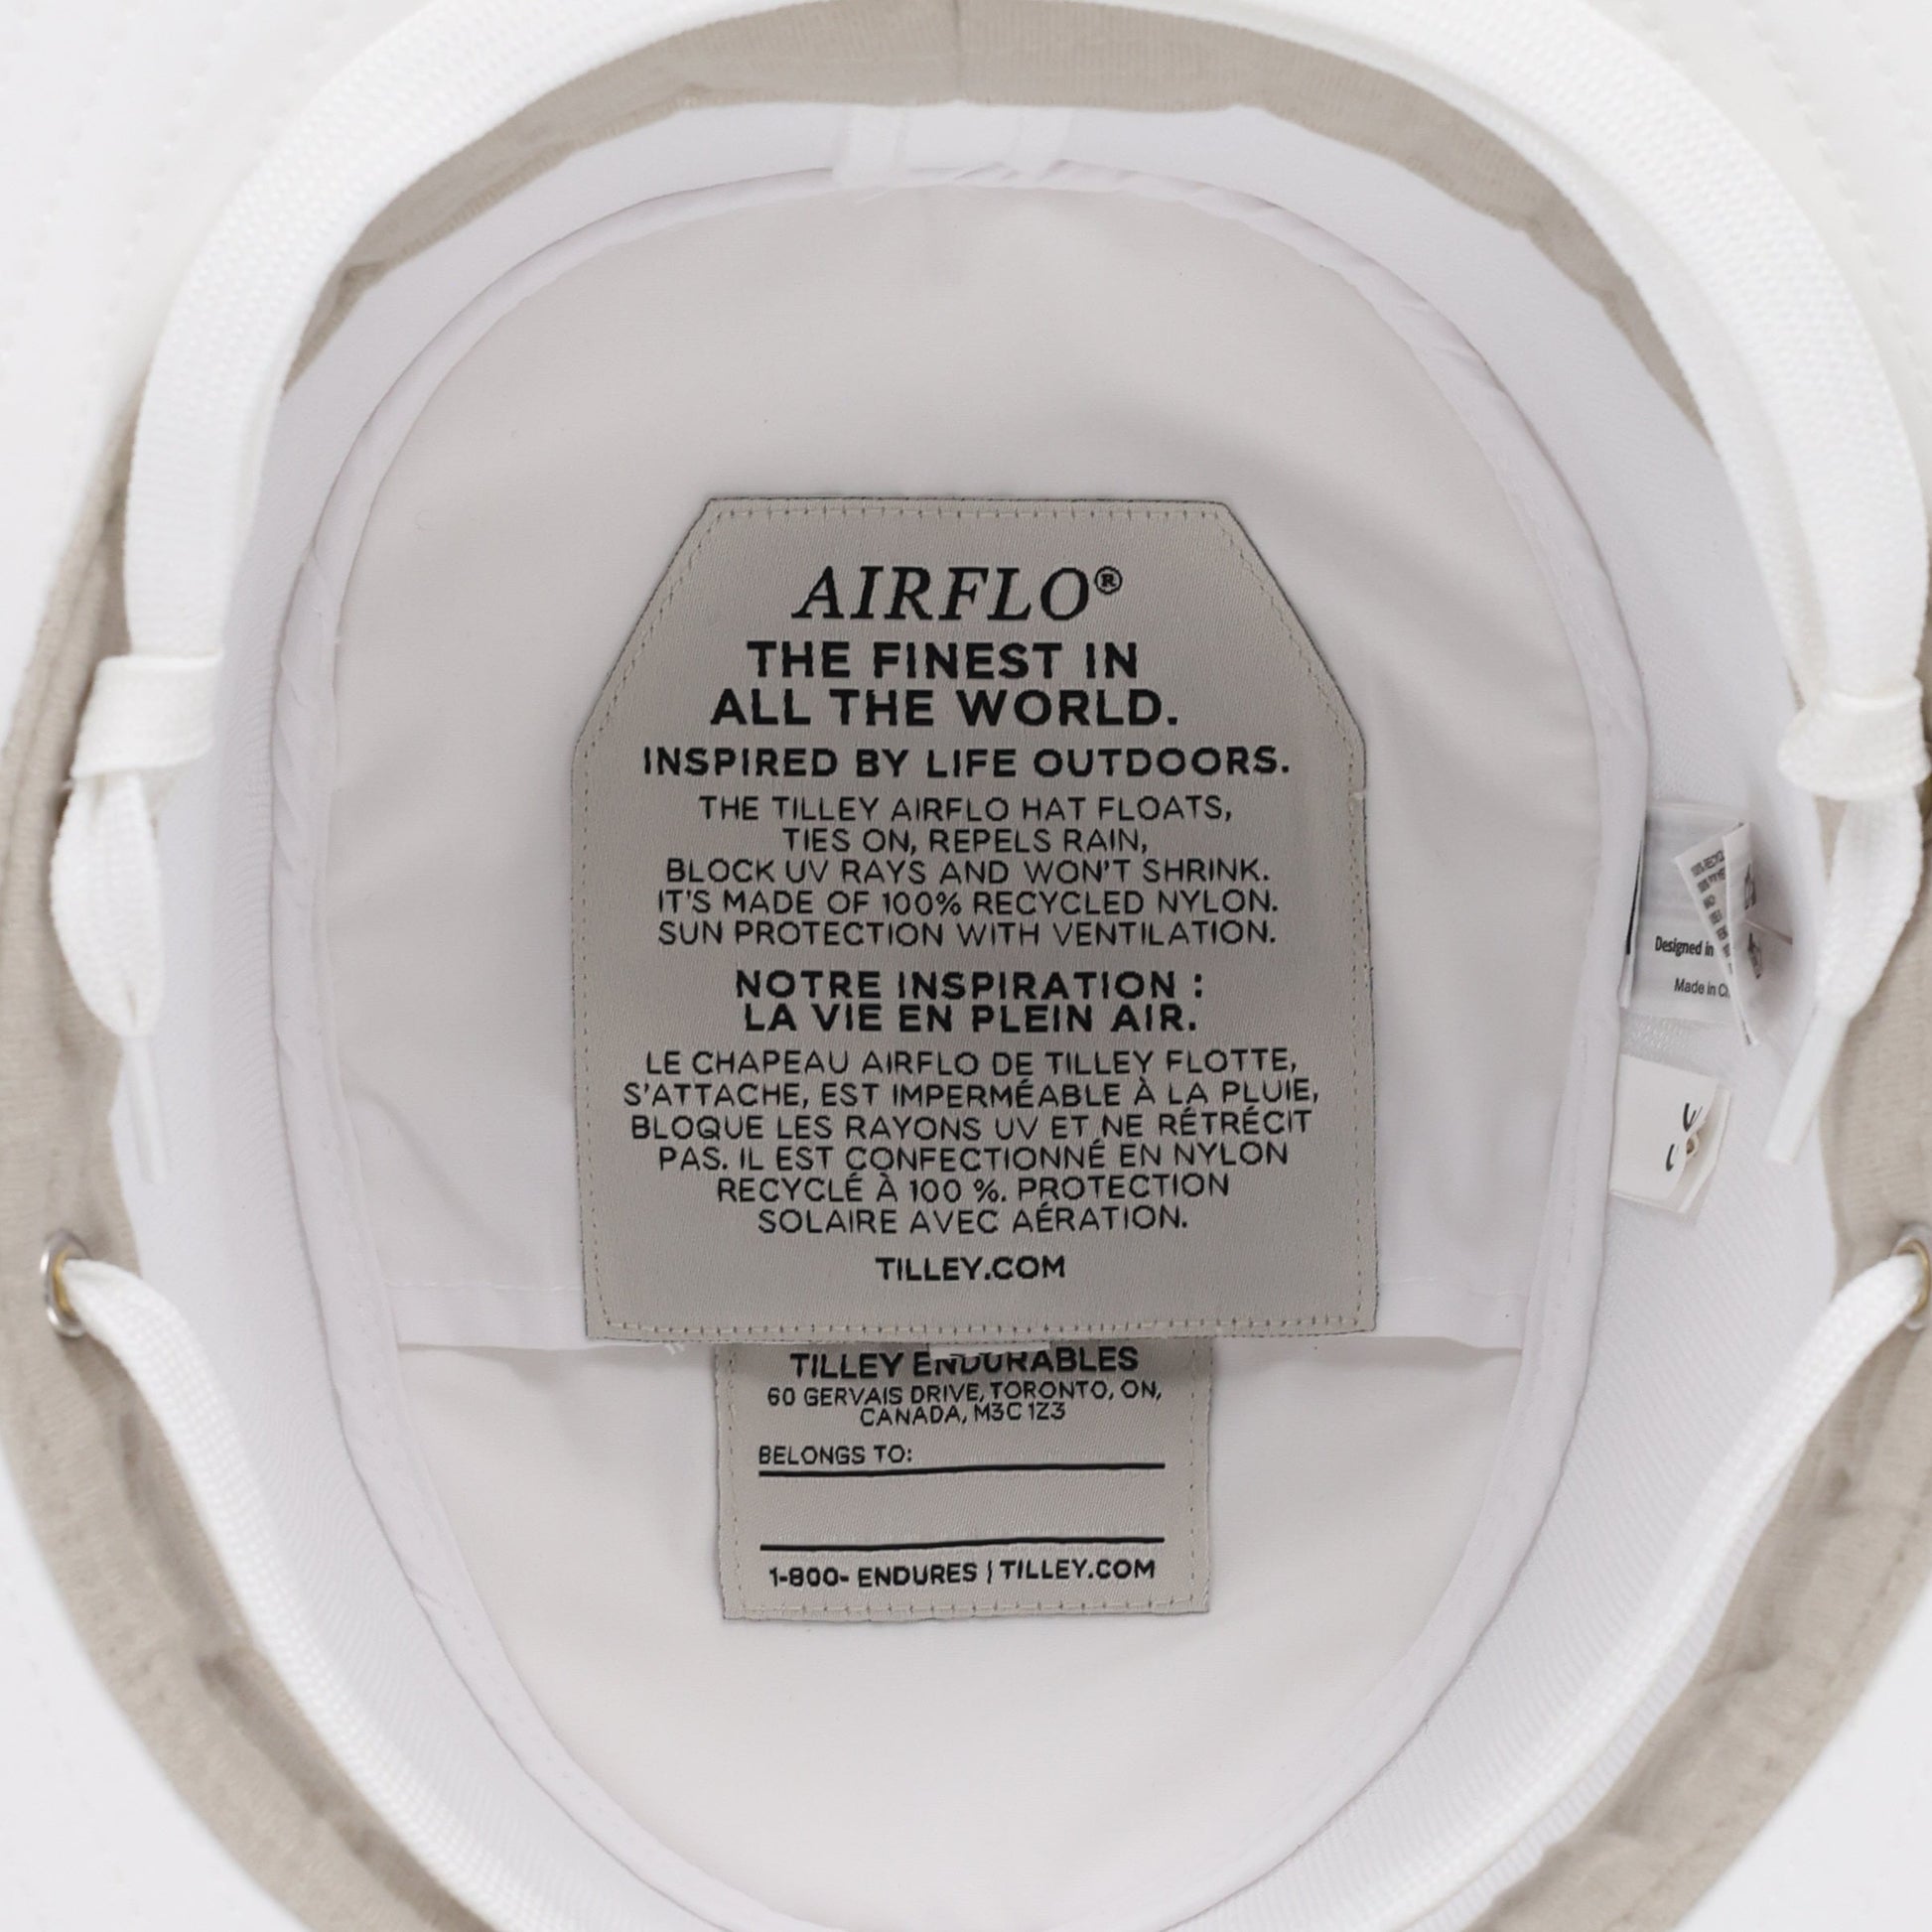 AIRFLO®
THE FINEST IN
ALL THE WORLD.
INSPIRED BY LIFE OUTDOORS.
THE TILLEY AIRFLO HAT FLOATS,
TIES ON, REPELS RAIN,
BLOCK UV RAYS AND WON'T SHRINK.
IT'S MADE OF 100% RECYCLED NYLON.
SUN PROTECTION WITH VENTILATION.
NOTRE INSPIRATION :
LA VIE EN PLEIN AIR.
LE CHAPEAU AIRFLO DE TILLEY FLOTTE,
S'ATTACHE, EST IMPERMÉABLE À LA PLUIE,
BLOQUE LES RAYONS UV ET NE RÉTRÉCIT
PAS. IL EST CONFECTIONNÉ EN NYLON
RECYCLÉ À 100 %. PROTECTION
SOLAIRE AVEC AÉRATION.
TILLEY.COM
TILLEY ENDURABLES
60 GERVAIS DRIVE, TORONTO, ON,
CANADA, M3C 1Z3
BELONGS TO:
1-800- ENDURES | TILLEY.COM
Designed in
Made in